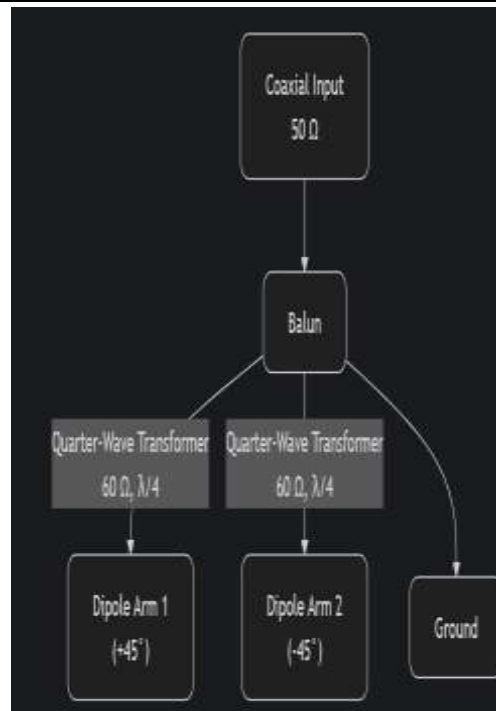 Coaxial Input
50 Ω
Balun
Quarter-Wave Transformer
60 Ω, λ/4
Quarter-Wave Transformer
60 Ω, λ/4
Dipole Arm 1
(+45°)
Dipole Arm 2
(-45°)
Ground